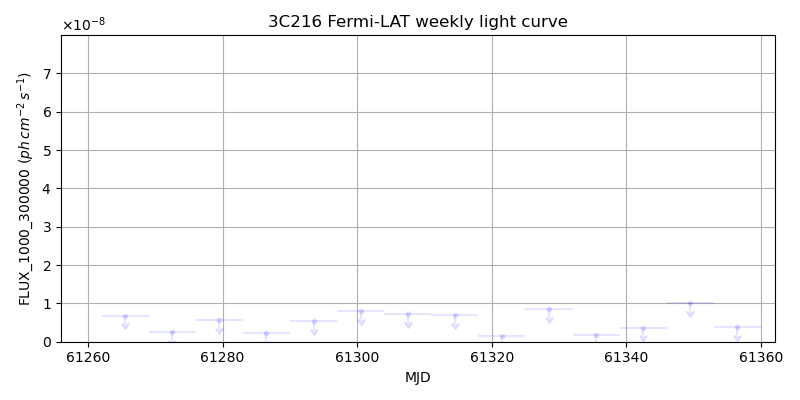 3C216 Fermi-LAT weekly light curve
×10⁻⁸
FLUX_1000_300000 (ph cm⁻² s⁻¹)
7
6
5
4
3
2
1
0
61260 61280 61300 61320 61340 61360
MJD